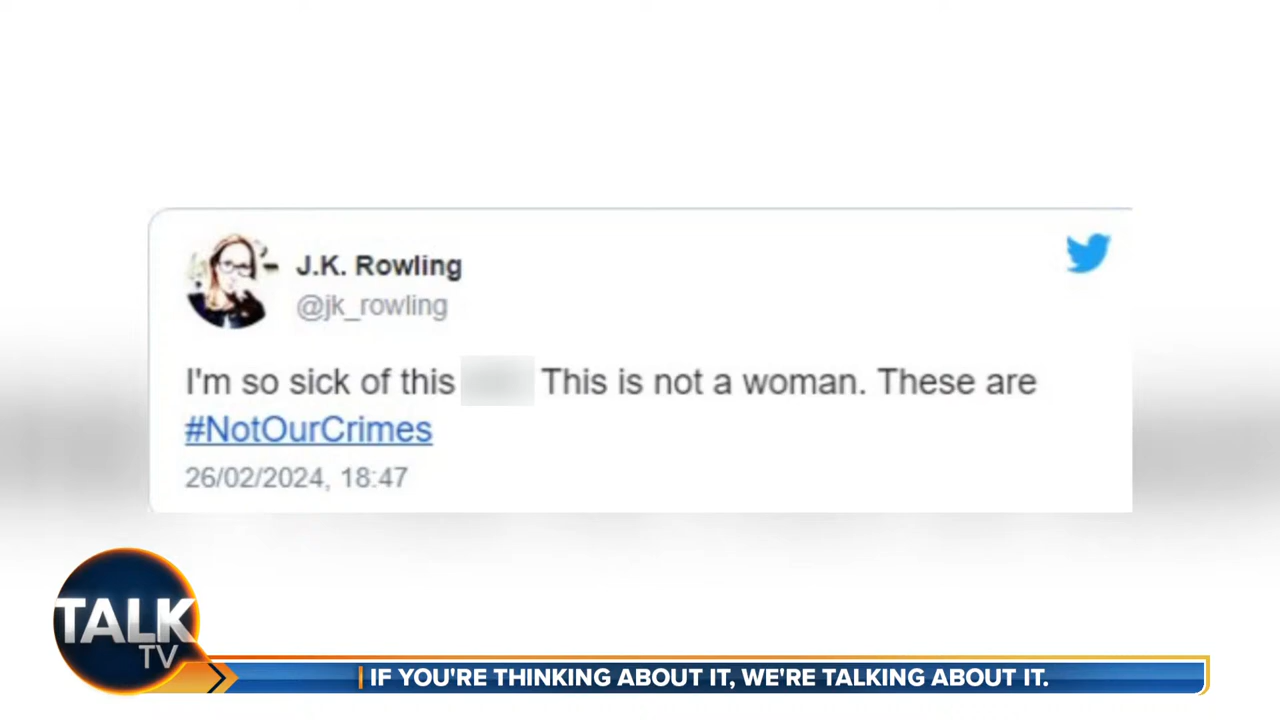 J.K. Rowling
@jk_rowling
I'm so sick of this This is not a woman. These are
#NotOurCrimes
26/02/2024, 18:47
TALK
TV
IF YOU'RE THINKING ABOUT IT, WE'RE TALKING ABOUT IT.